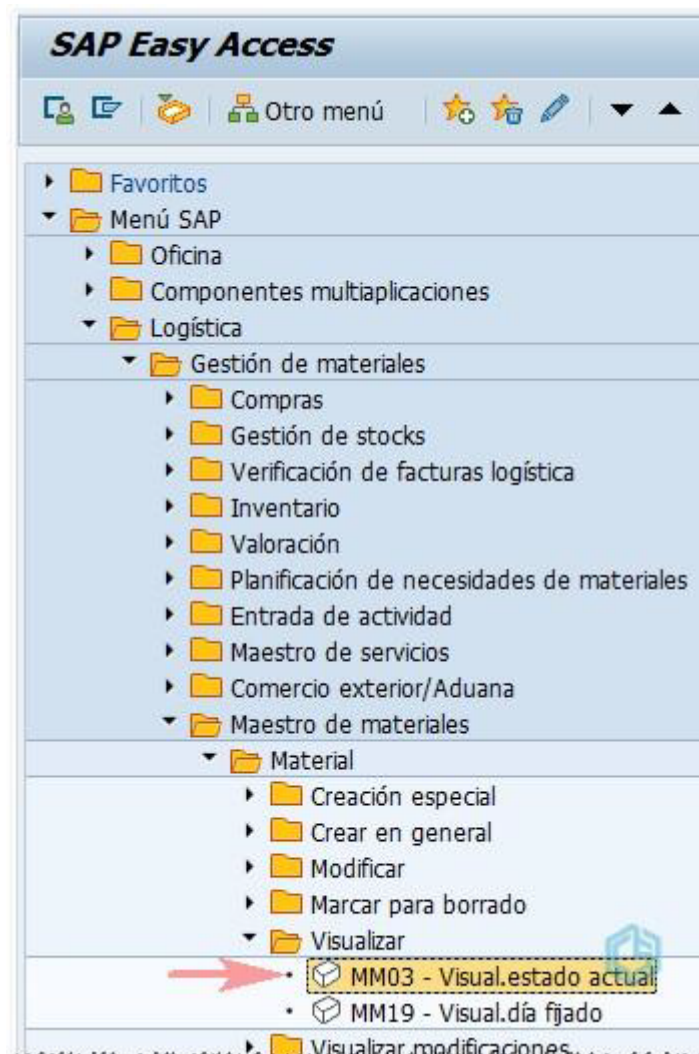 SAP Easy Access
Otro menú
Favoritos
Menú SAP
Oficina
Componentes multiaplicaciones
Logística
Gestión de materiales
Compras
Gestión de stocks
Verificación de facturas logística
Inventario
Valoración
Planificación de necesidades de materiales
Entrada de actividad
Maestro de servicios
Comercio exterior/Aduana
Maestro de materiales
Material
Creación especial
Crear en general
Modificar
Marcar para borrado
Visualizar
MM03 - Visual.estado actual
MM19 - Visual.día fijado
Visualizar modificaciones